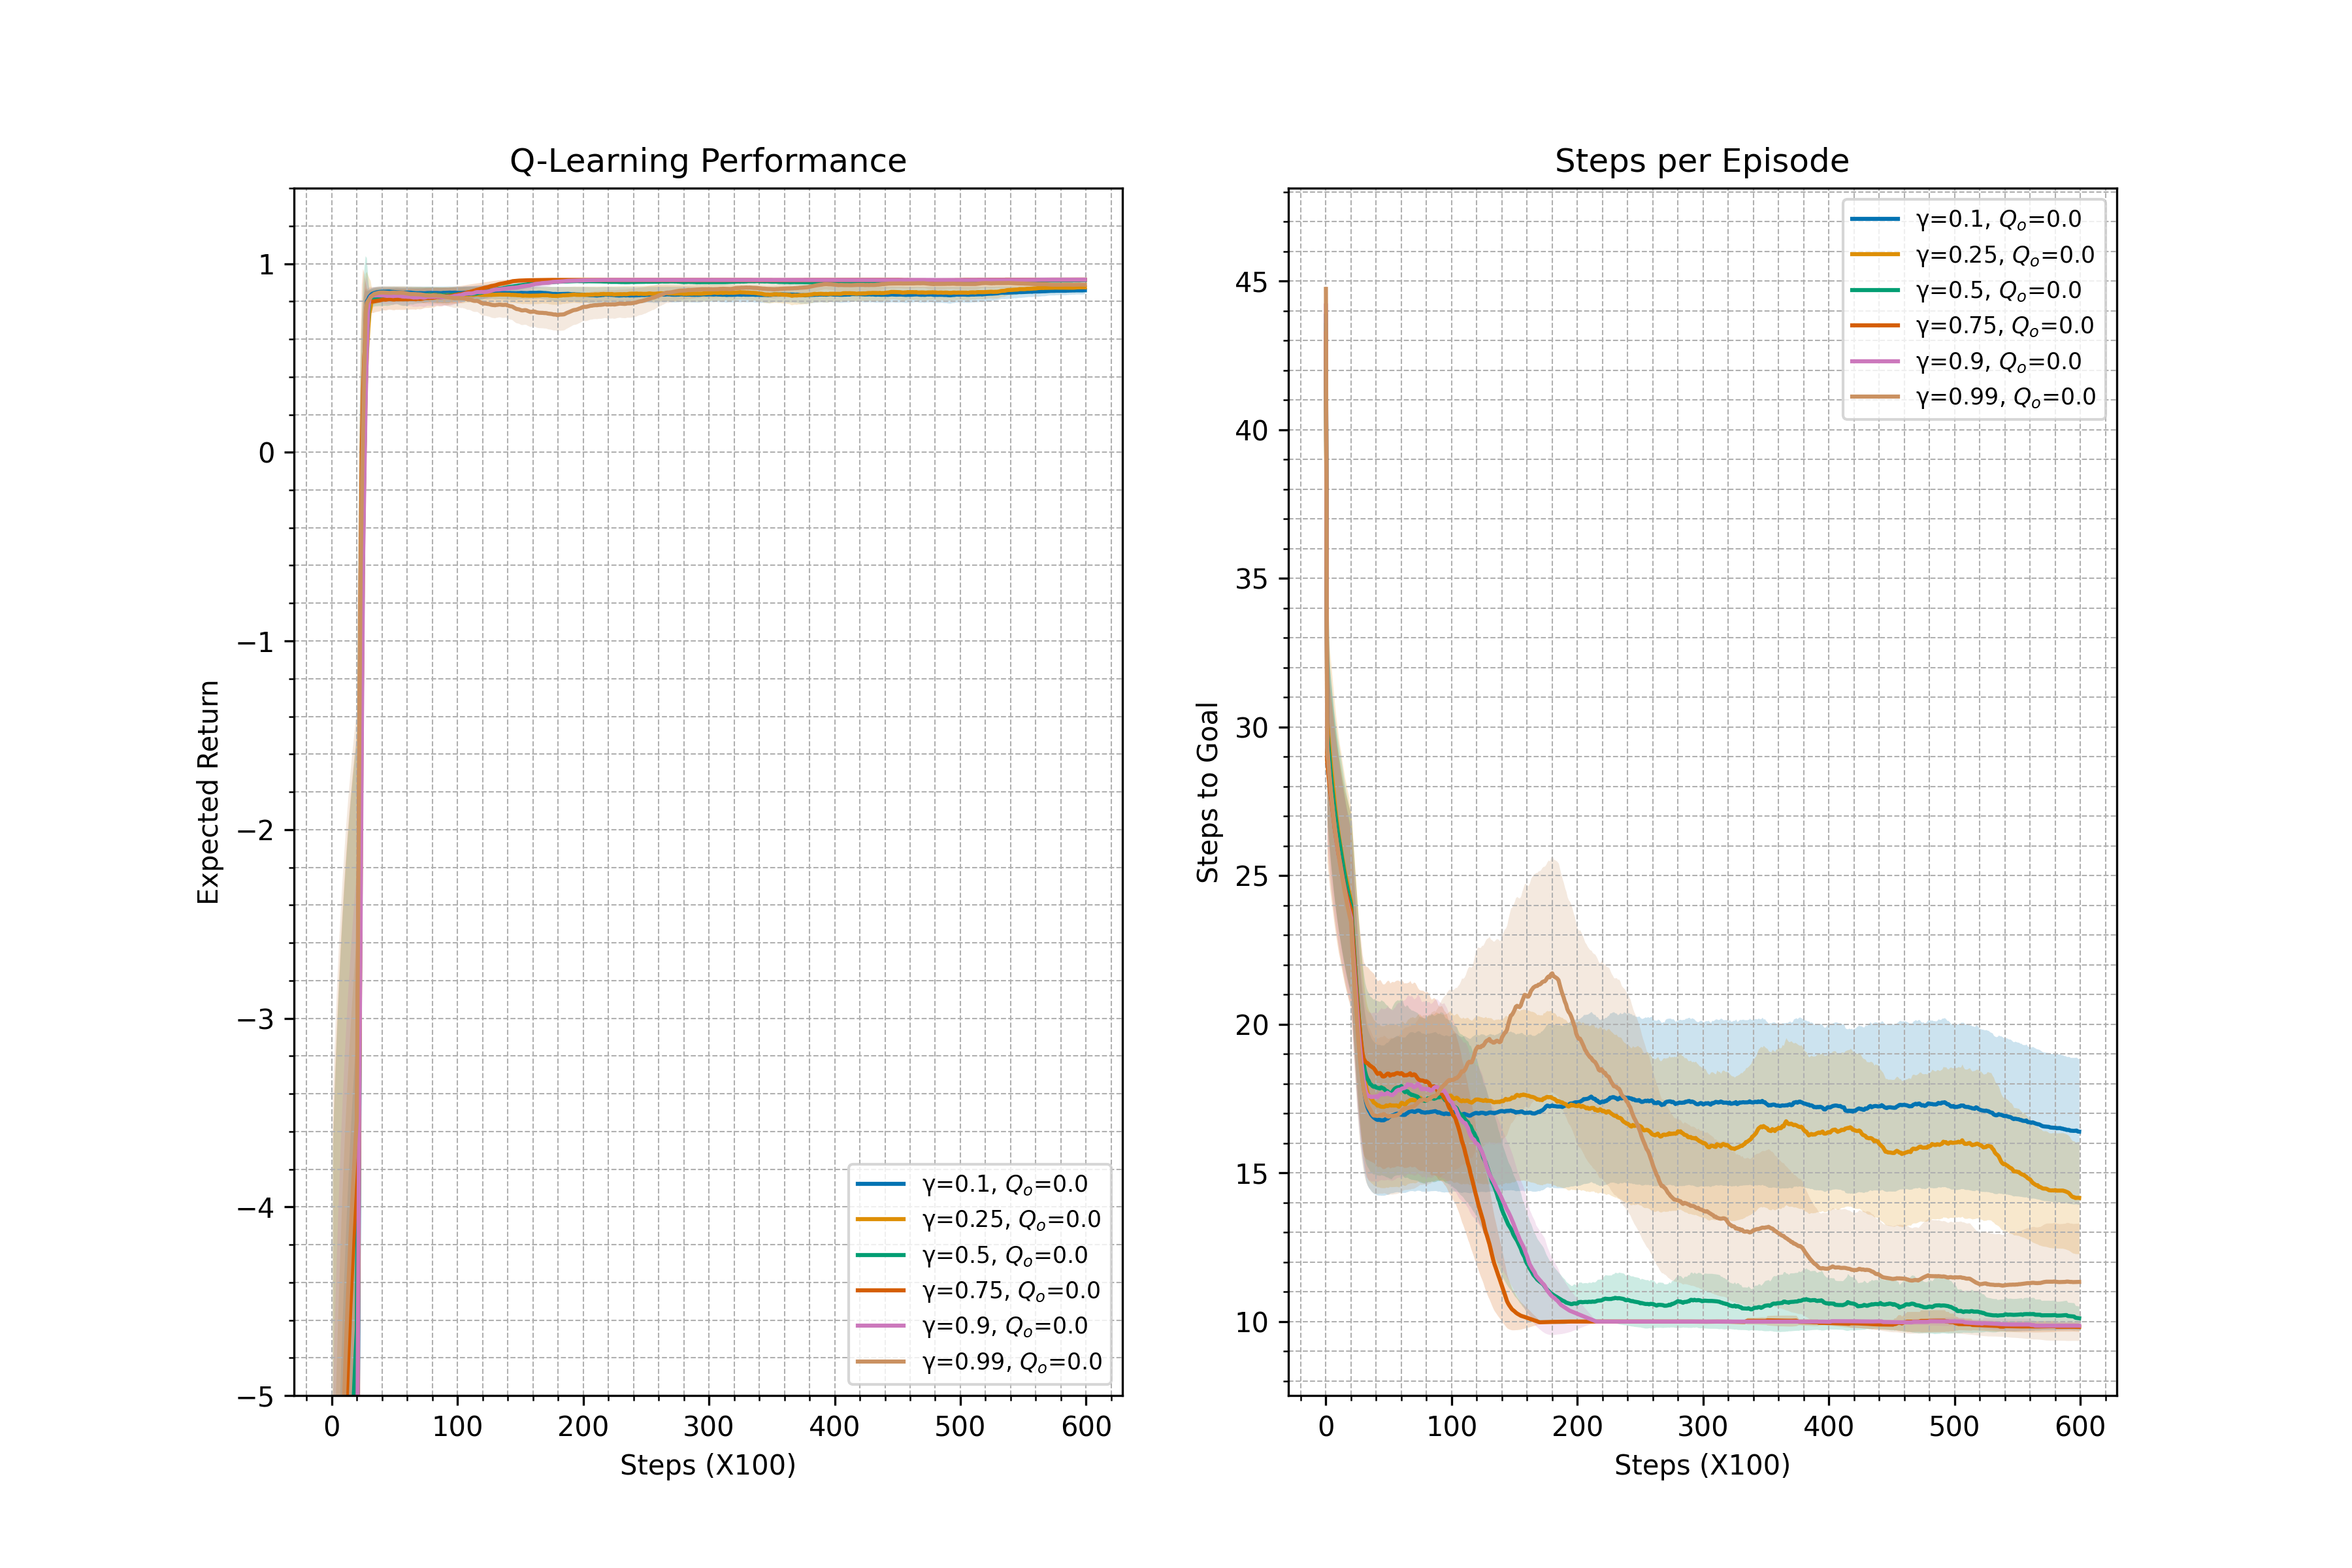 Q-Learning Performance
Expected Return
1
0
−1
−2
−3
−4
−5
0 100 200 300 400 500 600
Steps (X100)
γ=0.1, Qo=0.0
γ=0.25, Qo=0.0
γ=0.5, Qo=0.0
γ=0.75, Qo=0.0
γ=0.9, Qo=0.0
γ=0.99, Qo=0.0
Steps per Episode
Steps to Goal
45
40
35
30
25
20
15
10
0 100 200 300 400 500 600
Steps (X100)
γ=0.1, Qo=0.0
γ=0.25, Qo=0.0
γ=0.5, Qo=0.0
γ=0.75, Qo=0.0
γ=0.9, Qo=0.0
γ=0.99, Qo=0.0